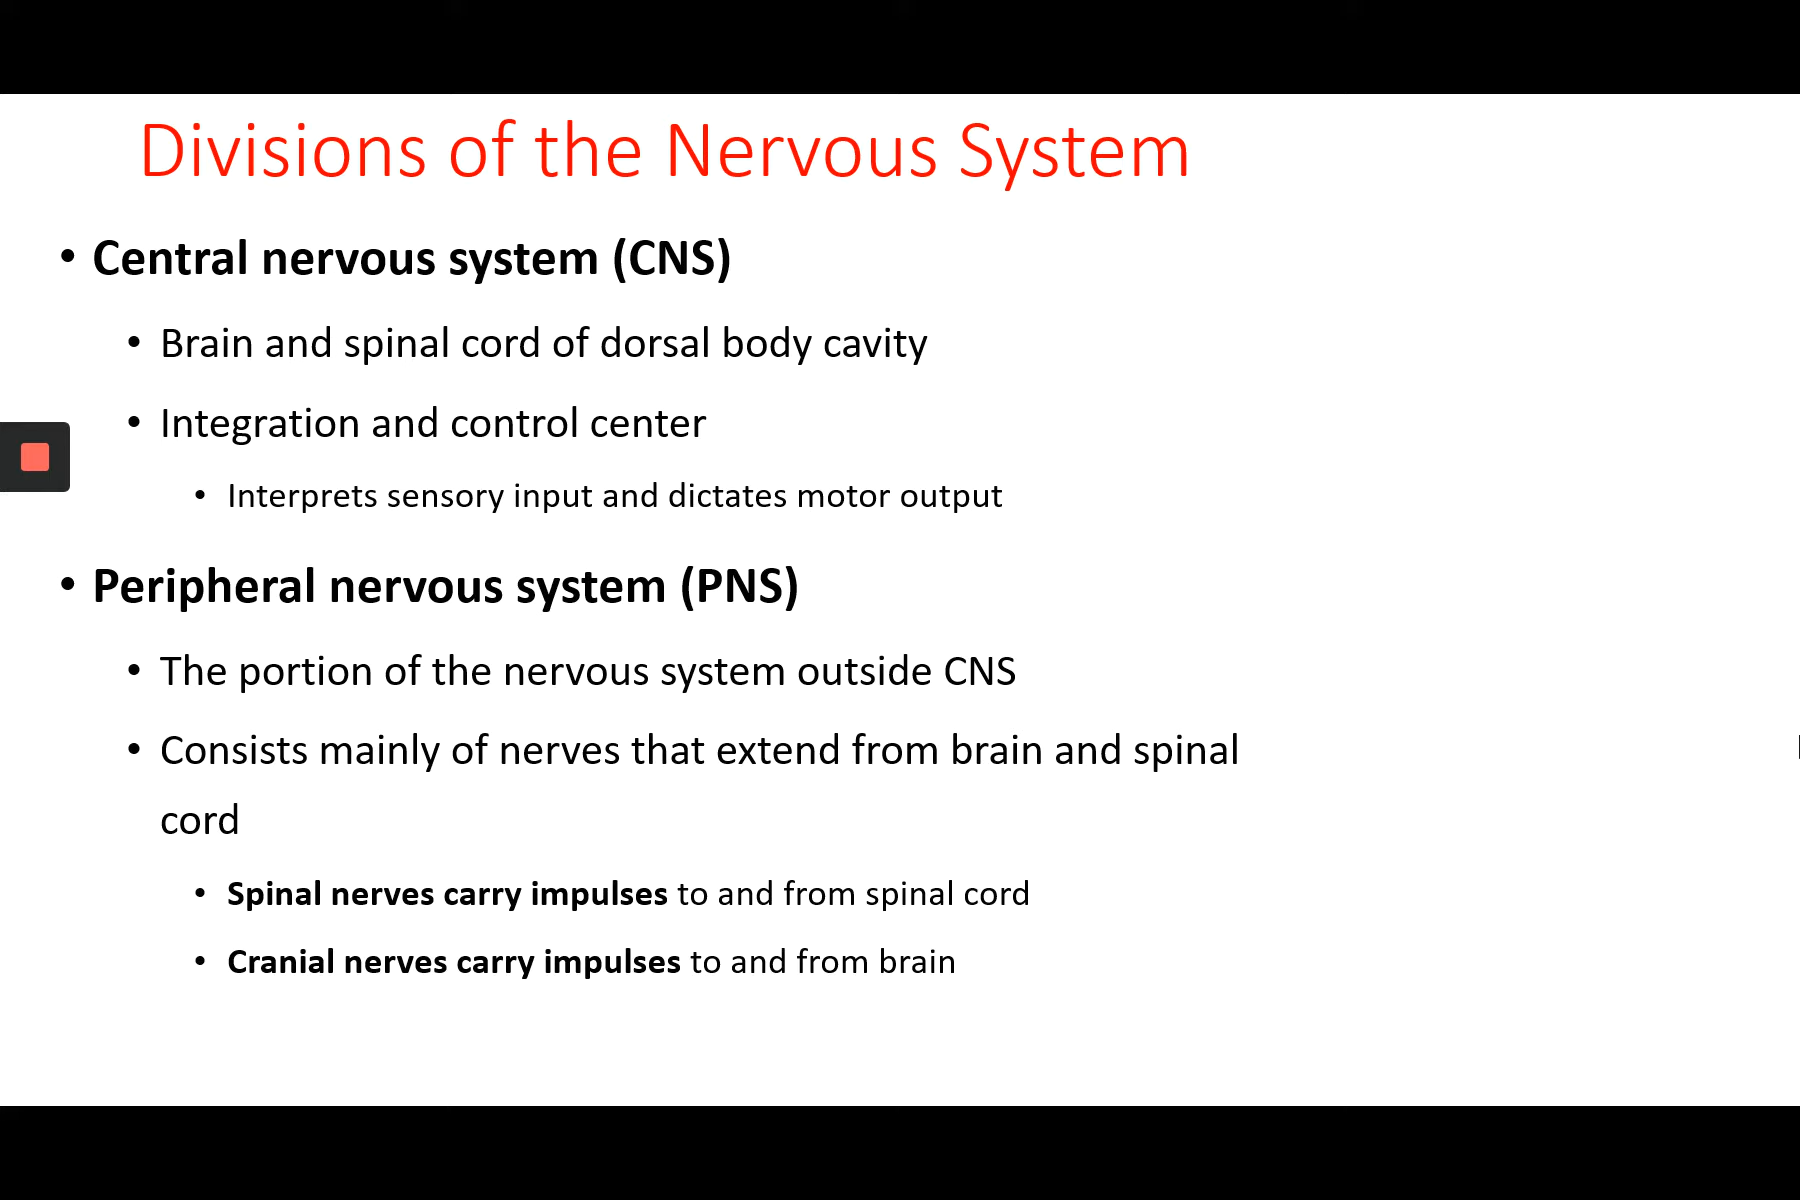 Divisions of the Nervous System
• Central nervous system (CNS)
• Brain and spinal cord of dorsal body cavity
• Integration and control center
• Interprets sensory input and dictates motor output
• Peripheral nervous system (PNS)
• The portion of the nervous system outside CNS
• Consists mainly of nerves that extend from brain and spinal
cord
• Spinal nerves carry impulses to and from spinal cord
• Cranial nerves carry impulses to and from brain